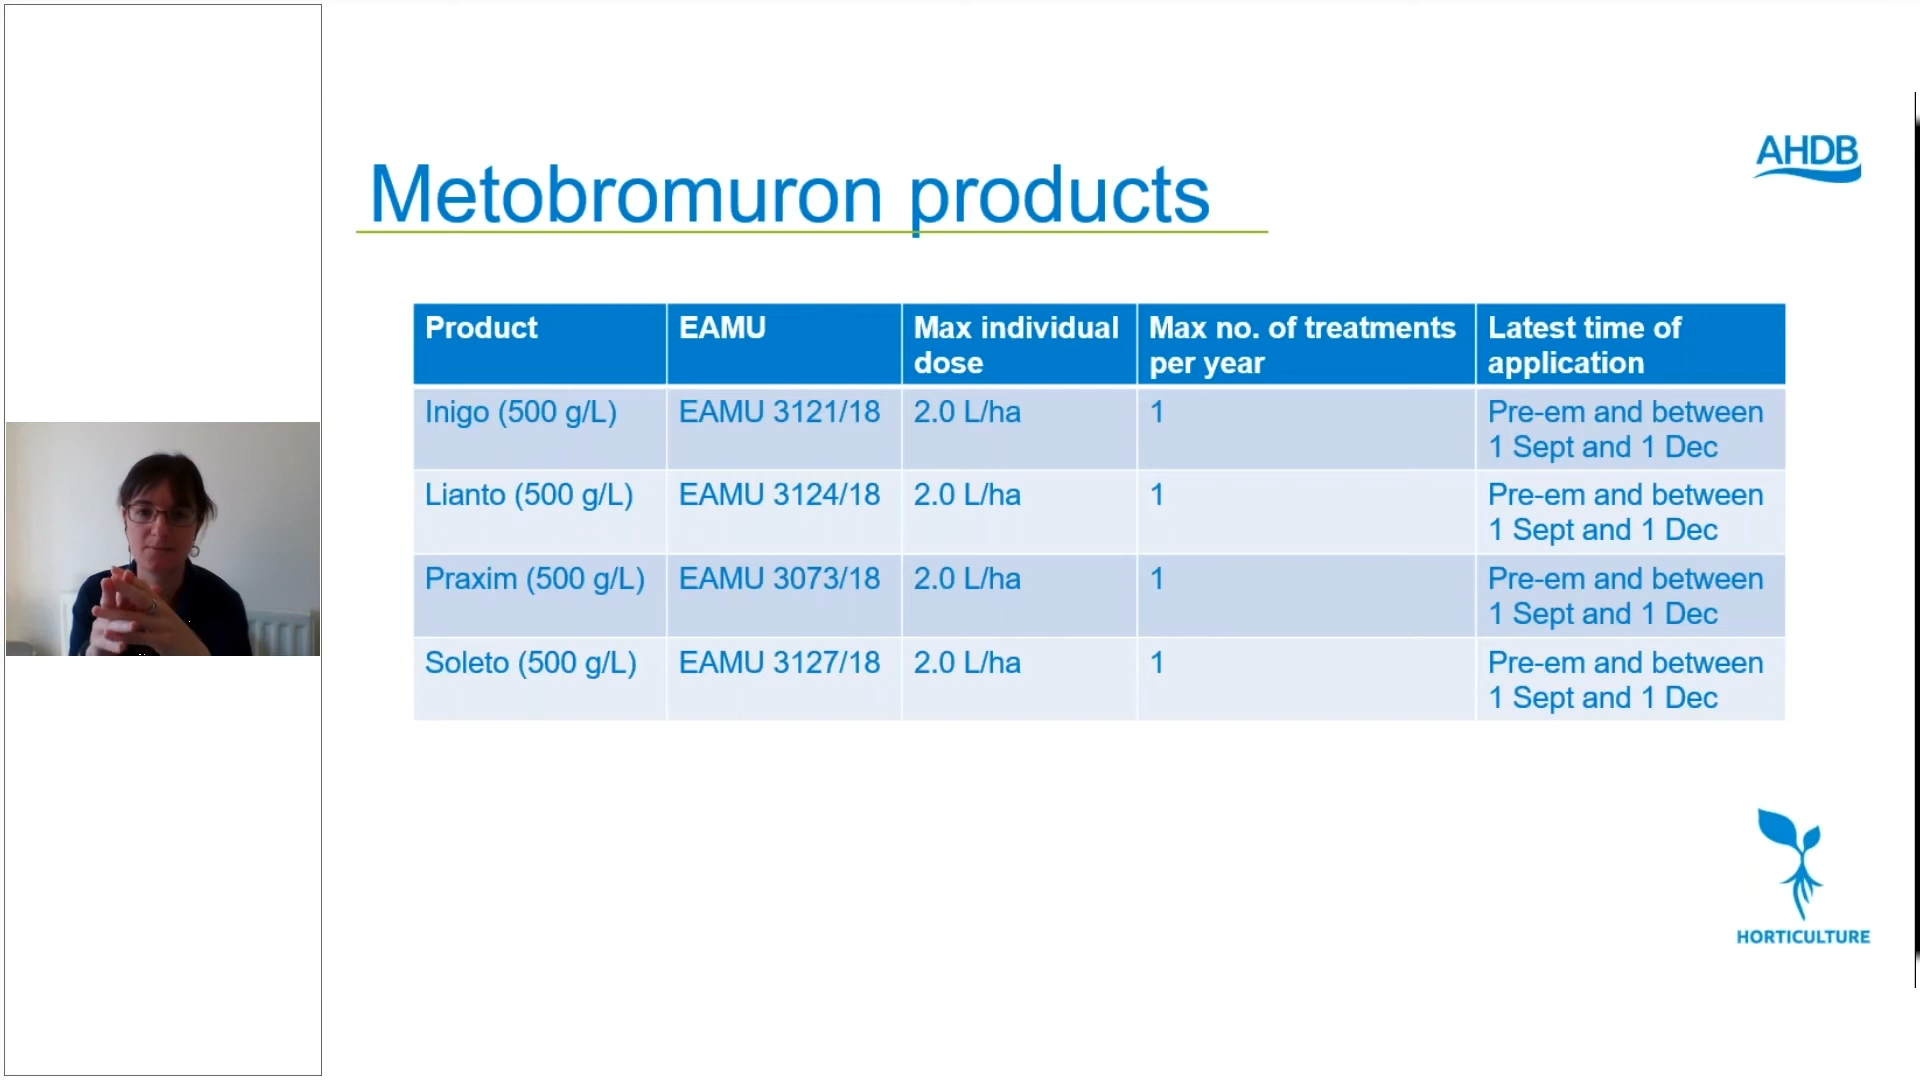 AHDB
Metobromuron products
Product
EAMU
Max individual
dose
Max no. of treatments
per year
Latest time of
application
Inigo (500 g/L)
EAMU 3121/18
2.0 L/ha
1
Pre-em and between
1 Sept and 1 Dec
Lianto (500 g/L)
EAMU 3124/18
2.0 L/ha
1
Pre-em and between
1 Sept and 1 Dec
Praxim (500 g/L)
EAMU 3073/18
2.0 L/ha
1
Pre-em and between
1 Sept and 1 Dec
Soleto (500 g/L)
EAMU 3127/18
2.0 L/ha
1
Pre-em and between
1 Sept and 1 Dec
HORTICULTURE